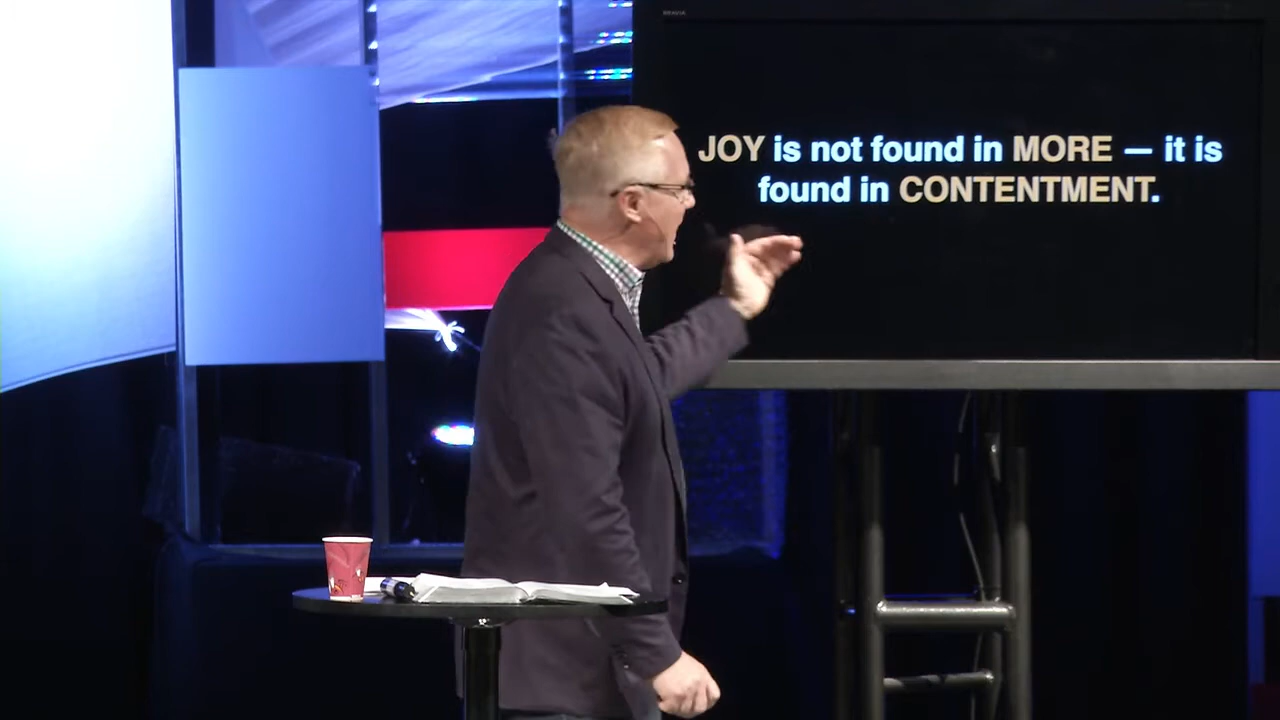 JOY is not found in MORE — it is
found in CONTENTMENT.